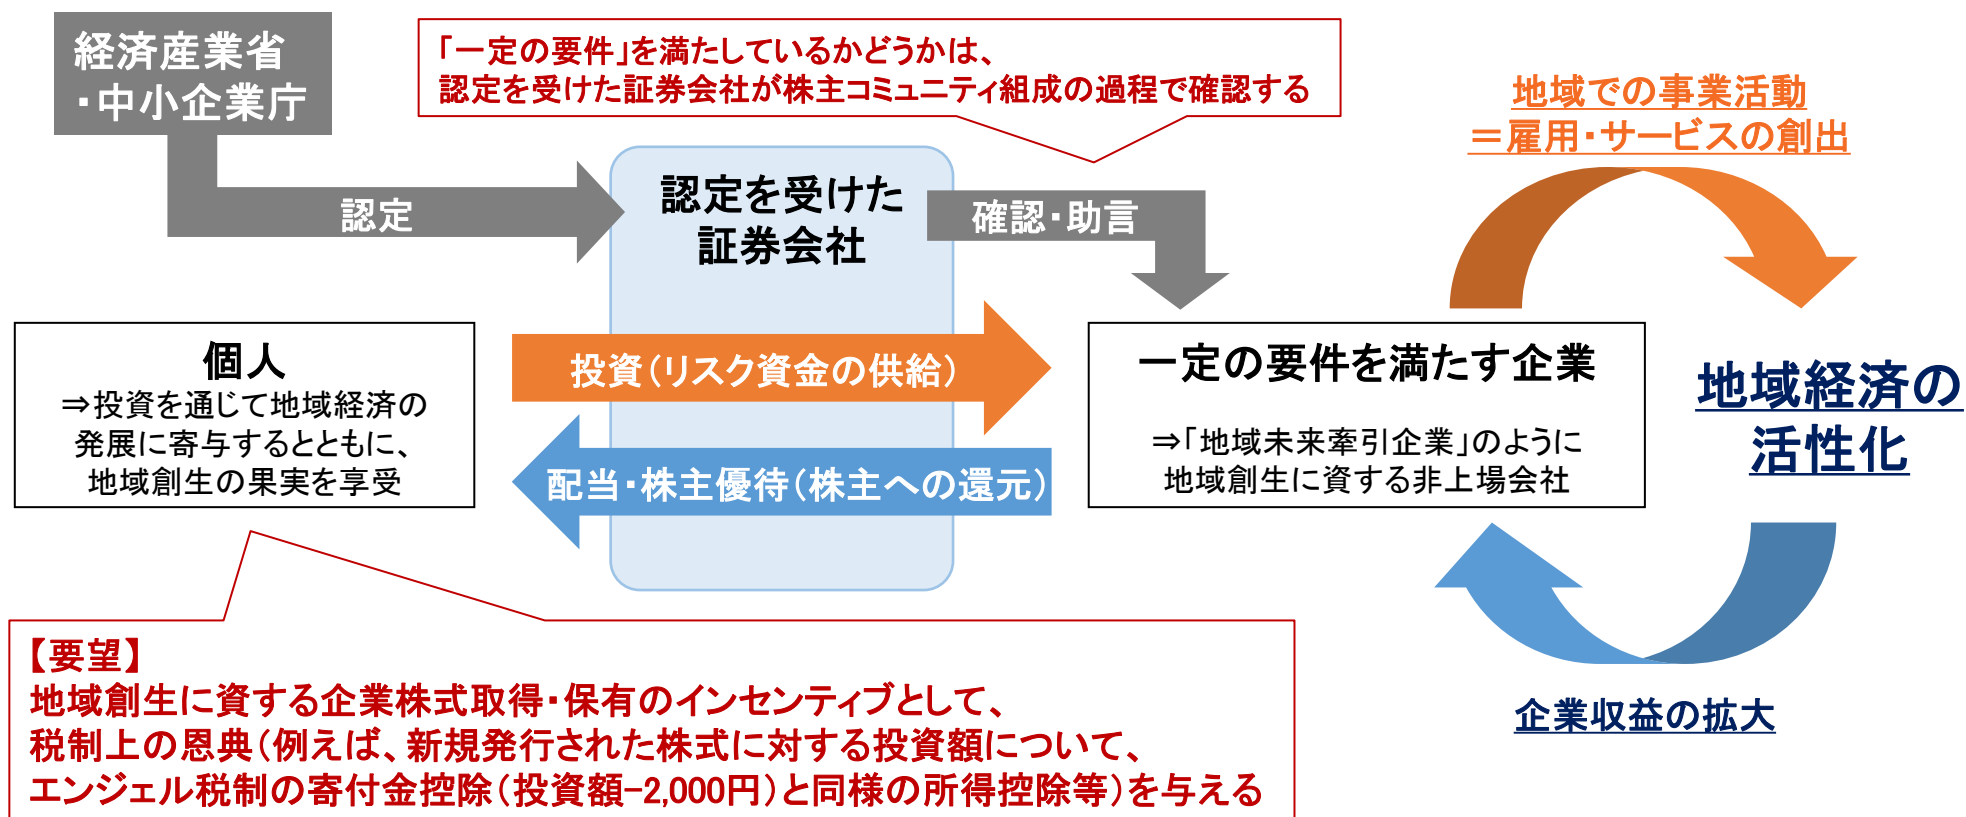 経済産業省
・中小企業庁
「一定の要件」を満たしているかどうかは、
認定を受けた証券会社が株主コミュニティ組成の過程で確認する
地域での事業活動
＝雇用・サービスの創出
認定
認定を受けた
証券会社
確認・助言
個人
⇒投資を通じて地域経済の
発展に寄与するとともに、
地域創生の果実を享受
投資（リスク資金の供給）
配当・株主優待（株主への還元）
一定の要件を満たす企業
⇒「地域未来牽引企業」のように
地域創生に資する非上場会社
地域経済の
活性化
企業収益の拡大
【要望】
地域創生に資する企業株式取得・保有のインセンティブとして、
税制上の恩典（例えば、新規発行された株式に対する投資額について、
エンジェル税制の寄付金控除（投資額−2,000円）と同様の所得控除等）を与える